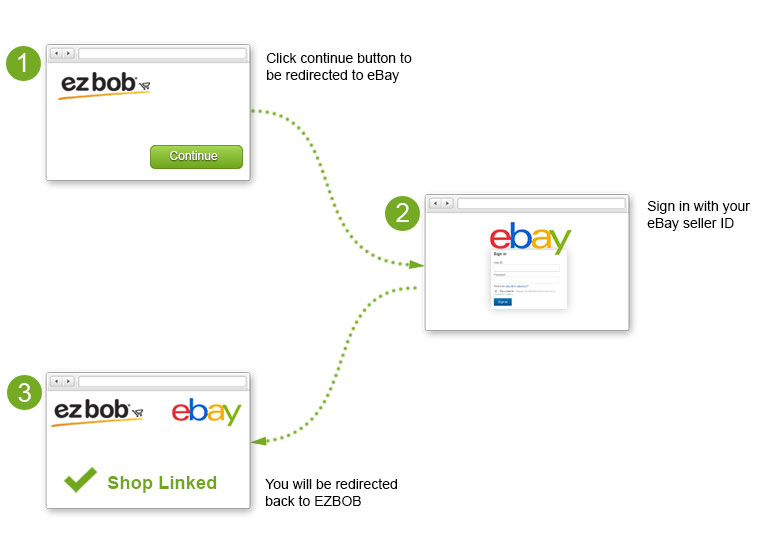 1
ezbob
Continue
Click continue button to
be redirected to eBay
2
ebay
Sign in
User ID
Password
Sign in
Sign in with your
eBay seller ID
3
ezbob
ebay
Shop Linked
You will be redirected
back to EZBOB